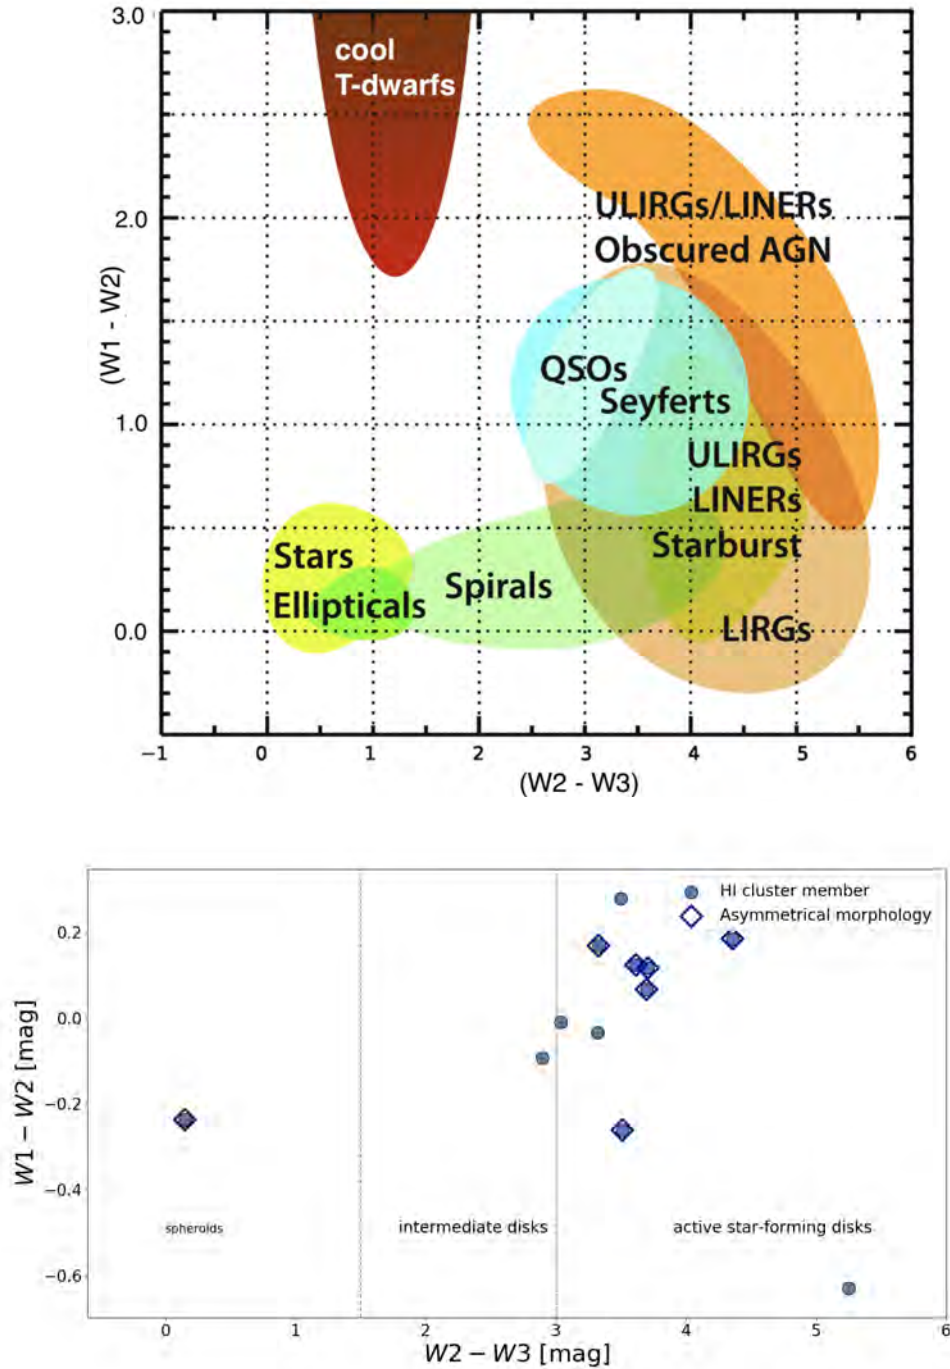 3.0
cool
T-dwarfs
2.0
ULIRGs/LINERs
Obscured AGN
(W1 - W2)
QSOs
Seyferts
1.0
ULIRGs
LINERs
Starburst
Stars
Spirals
Ellipticals
0.0
LIRGs
−1 0 1 2 3 4 5 6
(W2 - W3)
HI cluster member
Asymmetrical morphology
0.2
0.0
W1 − W2 [mag]
−0.2
−0.4
spheroids intermediate disks active star-forming disks
−0.6
0 1 2 3 4 5 6
W2 − W3 [mag]